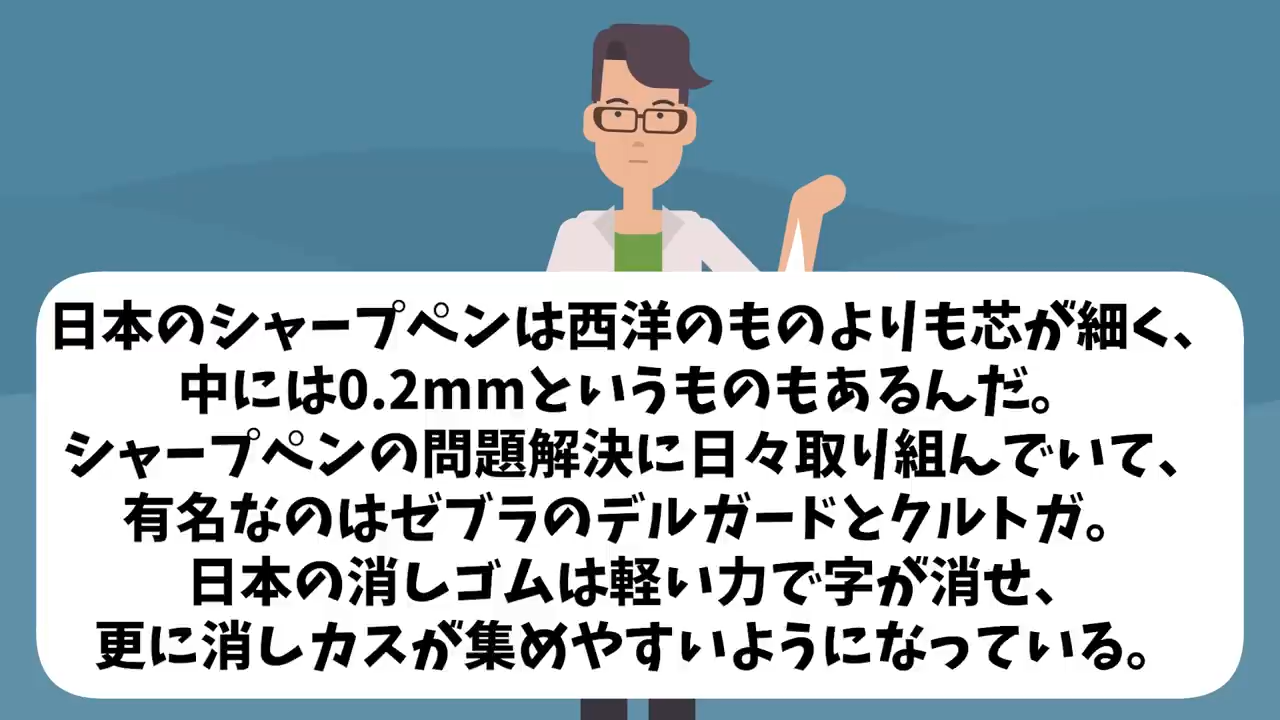 日本のシャープペンは西洋のものよりも芯が細く、
中には0.2mmというものもあるんだ。
シャープペンの問題解決に日々取り組んでいて、
有名なのはゼブラのデルガードとクルトガ。
日本の消しゴムは軽い力で字が消せ、
更に消しカスが集めやすいようになっている。